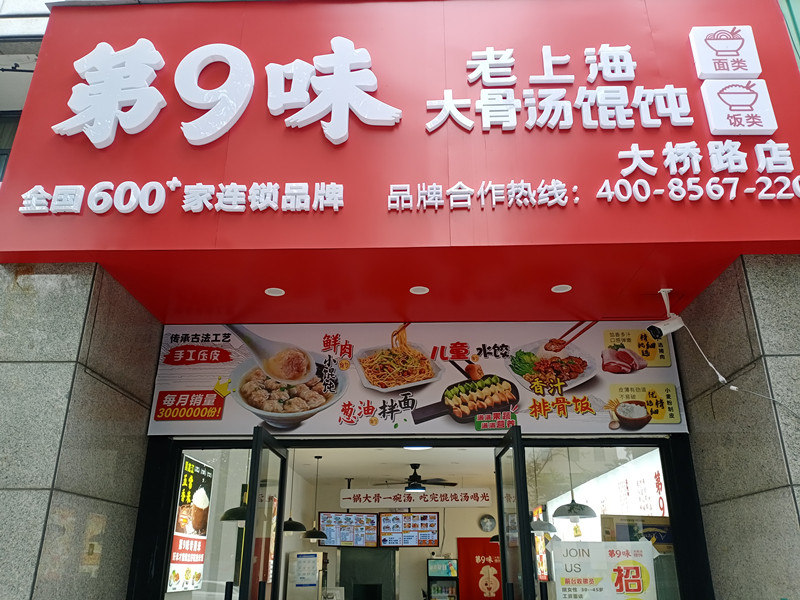 第9味
老上海
大骨汤馄饨
面类
饭类
大桥路店
全国600+家连锁品牌
品牌合作热线：400-8567-220
传承古法工艺
手工压皮
每月销量
3000000份!
鲜肉
小馄饨
葱油拌面
儿童水饺
香汁
排骨饭
一锅大骨一碗汤，吃完馄饨汤喝光
第9味
JOIN
US
第9味
招
第9